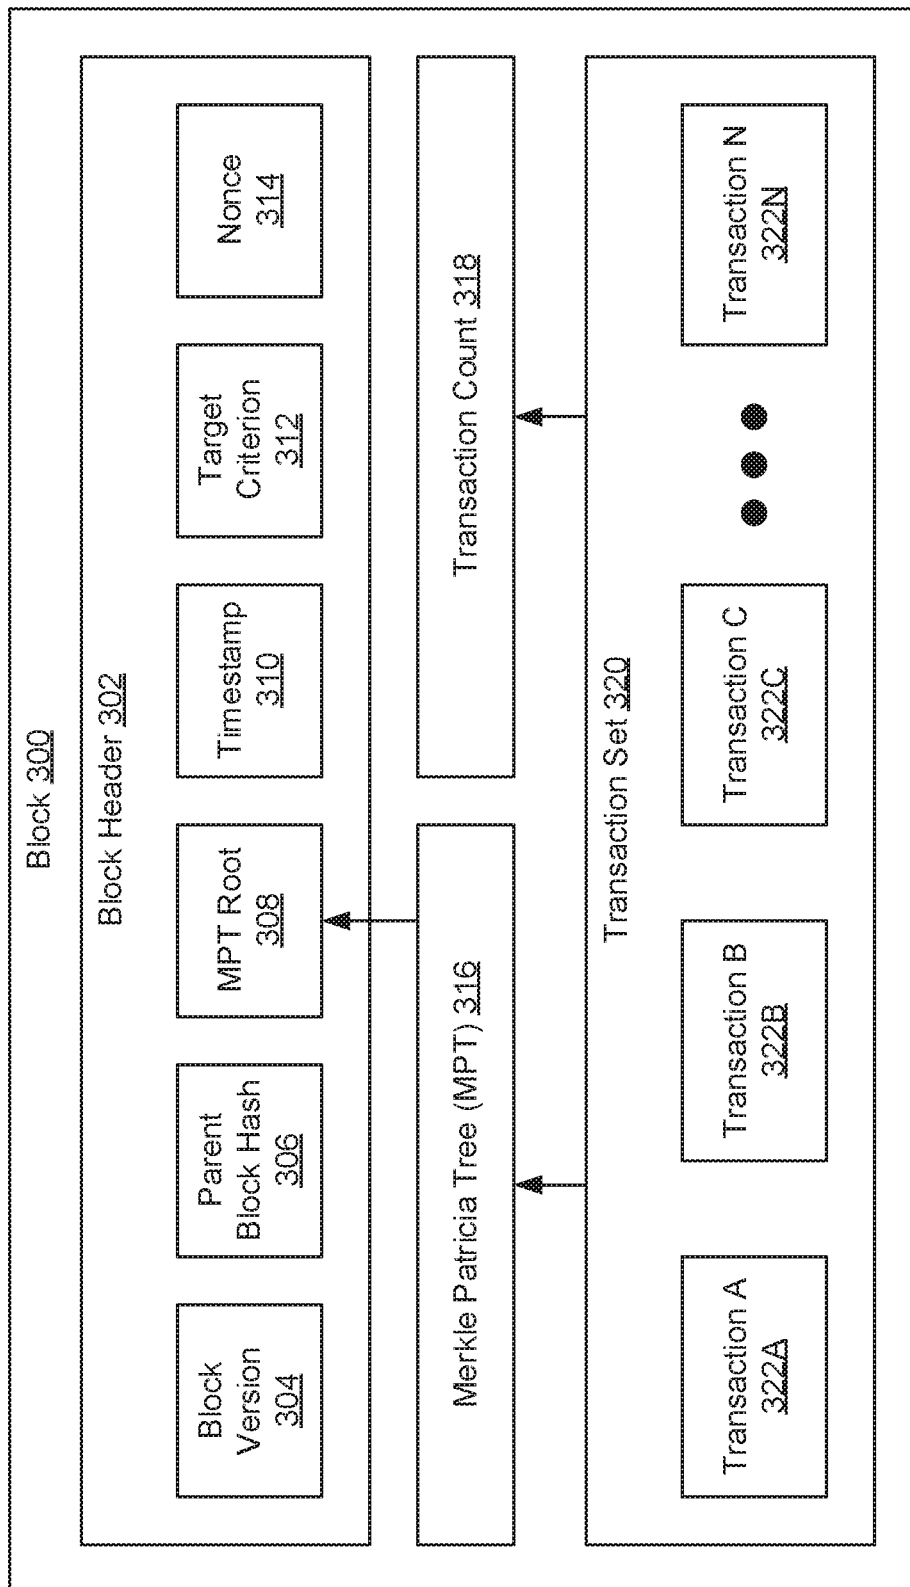 Block 300
Block Header 302
Block
Version
304
Parent
Block Hash
306
MPT Root
308
Timestamp
310
Target
Criterion
312
Nonce
314
Merkle Patricia Tree (MPT) 316
Transaction Count 318
Transaction Set 320
Transaction A
322A
Transaction B
322B
Transaction C
322C
Transaction N
322N